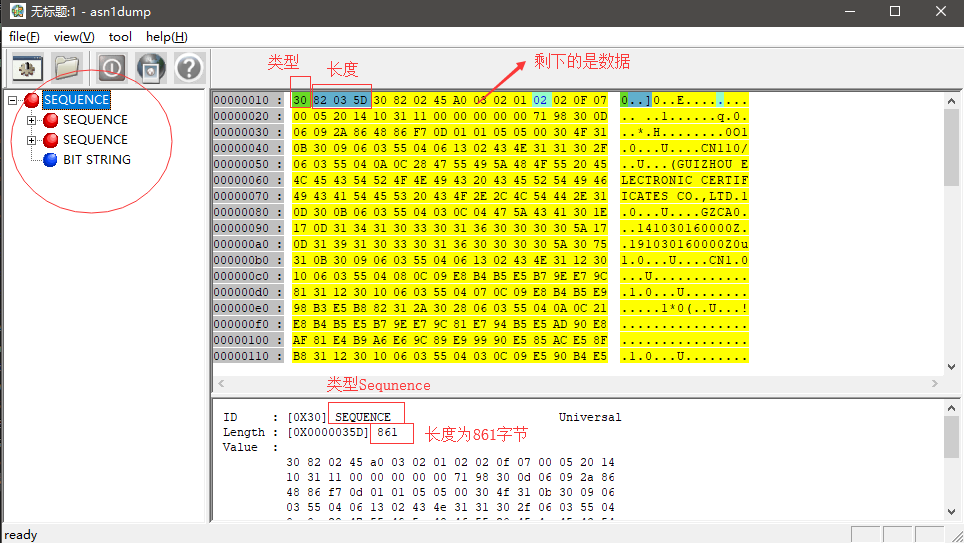 无标题:1 - asn1dump
file(F) view(V) tool help(H)
SEQUENCE
SEQUENCE
SEQUENCE
BIT STRING
类型
长度
剩下的是数据
00000010 : 30 82 03 5D 30 82 02 45 A0 03 02 01 02 02 0F 07 0..]0..E........
00000020 : 00 05 20 14 10 31 11 00 00 00 00 00 71 98 30 0D .. ..1......q.0.
00000030 : 06 09 2A 86 48 86 F7 0D 01 01 05 05 00 30 4F 31 ..*.H........0O1
00000040 : 0B 30 09 06 03 55 04 06 13 02 43 4E 31 31 30 2F .0...U....CN110/
00000050 : 06 03 55 04 0A 0C 28 47 55 49 5A 48 4F 55 20 45 ..U...(GUIZHOU E
00000060 : 4C 45 43 54 52 4F 4E 49 43 20 43 45 52 54 49 46 LECTRONIC CERTIF
00000070 : 49 43 41 54 45 53 20 43 4F 2E 2C 4C 54 44 2E 31 ICATES CO.,LTD.1
00000080 : 0D 30 0B 06 03 55 04 03 0C 04 47 5A 43 41 30 1E .0...U....GZCA0.
00000090 : 17 0D 31 34 31 30 33 30 31 36 30 30 30 30 5A 17 ..141030160000Z.
000000a0 : 0D 31 39 31 30 33 30 31 36 30 30 30 30 5A 30 75 .191030160000Z0u
000000b0 : 31 0B 30 09 06 03 55 04 06 13 02 43 4E 31 12 30 1.0...U....CN1.0
000000c0 : 10 06 03 55 04 08 0C 09 E8 B4 B5 E5 B7 9E E7 9C ...U............
000000d0 : 81 31 12 30 10 06 03 55 04 07 0C 09 E8 B4 B5 E9 .1.0...U........
000000e0 : 98 B3 E5 B8 82 31 2A 30 28 06 03 55 04 0A 0C 21 .....1*0(..U...!
000000f0 : E8 B4 B5 E5 B7 9E E7 9C 81 E7 94 B5 E5 AD 90 E8 ................
00000100 : AF 81 E4 B9 A6 E6 9C 89 E9 99 90 E5 85 AC E5 8F ................
00000110 : B8 31 12 30 10 06 03 55 04 03 0C 09 E5 90 B4 E5 .1.0...U........
类型Sequnence
ID : [0X30] SEQUENCE Universal
Length : [0X0000035D] 861
长度为861字节
Value :
30 82 02 45 a0 03 02 01 02 02 0f 07 00 05 20 14
10 31 11 00 00 00 00 00 71 98 30 0d 06 09 2a 86
48 86 f7 0d 01 01 05 05 00 30 4f 31 0b 30 09 06
03 55 04 06 13 02 43 4e 31 31 30 2f 06 03 55 04
ready